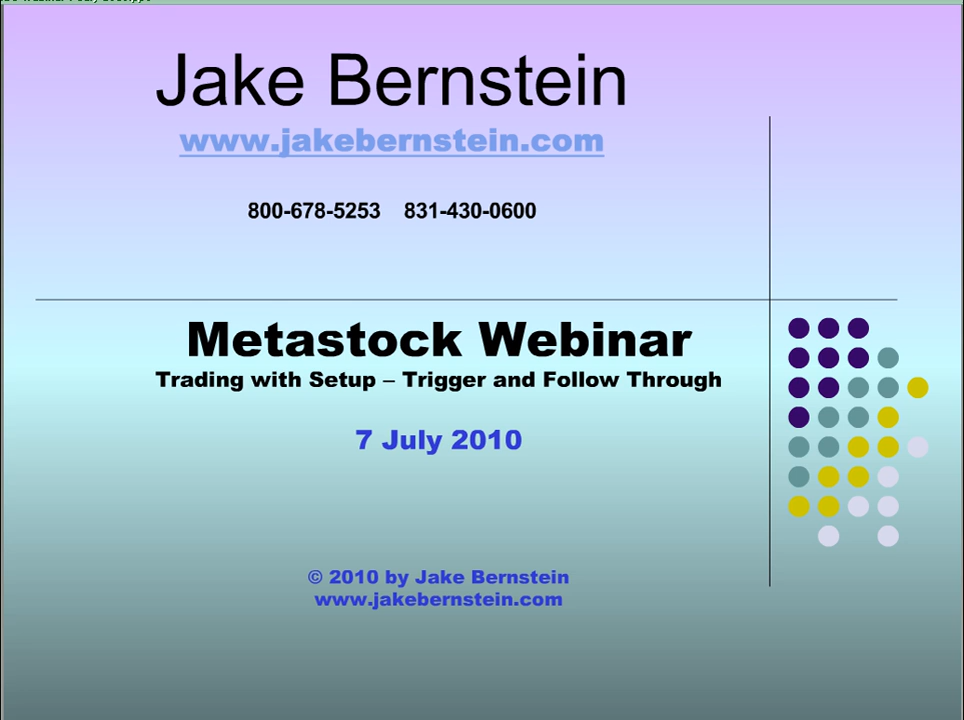 Jake Bernstein
www.jakebernstein.com
800-678-5253 831-430-0600
Metastock Webinar
Trading with Setup – Trigger and Follow Through
7 July 2010
© 2010 by Jake Bernstein
www.jakebernstein.com